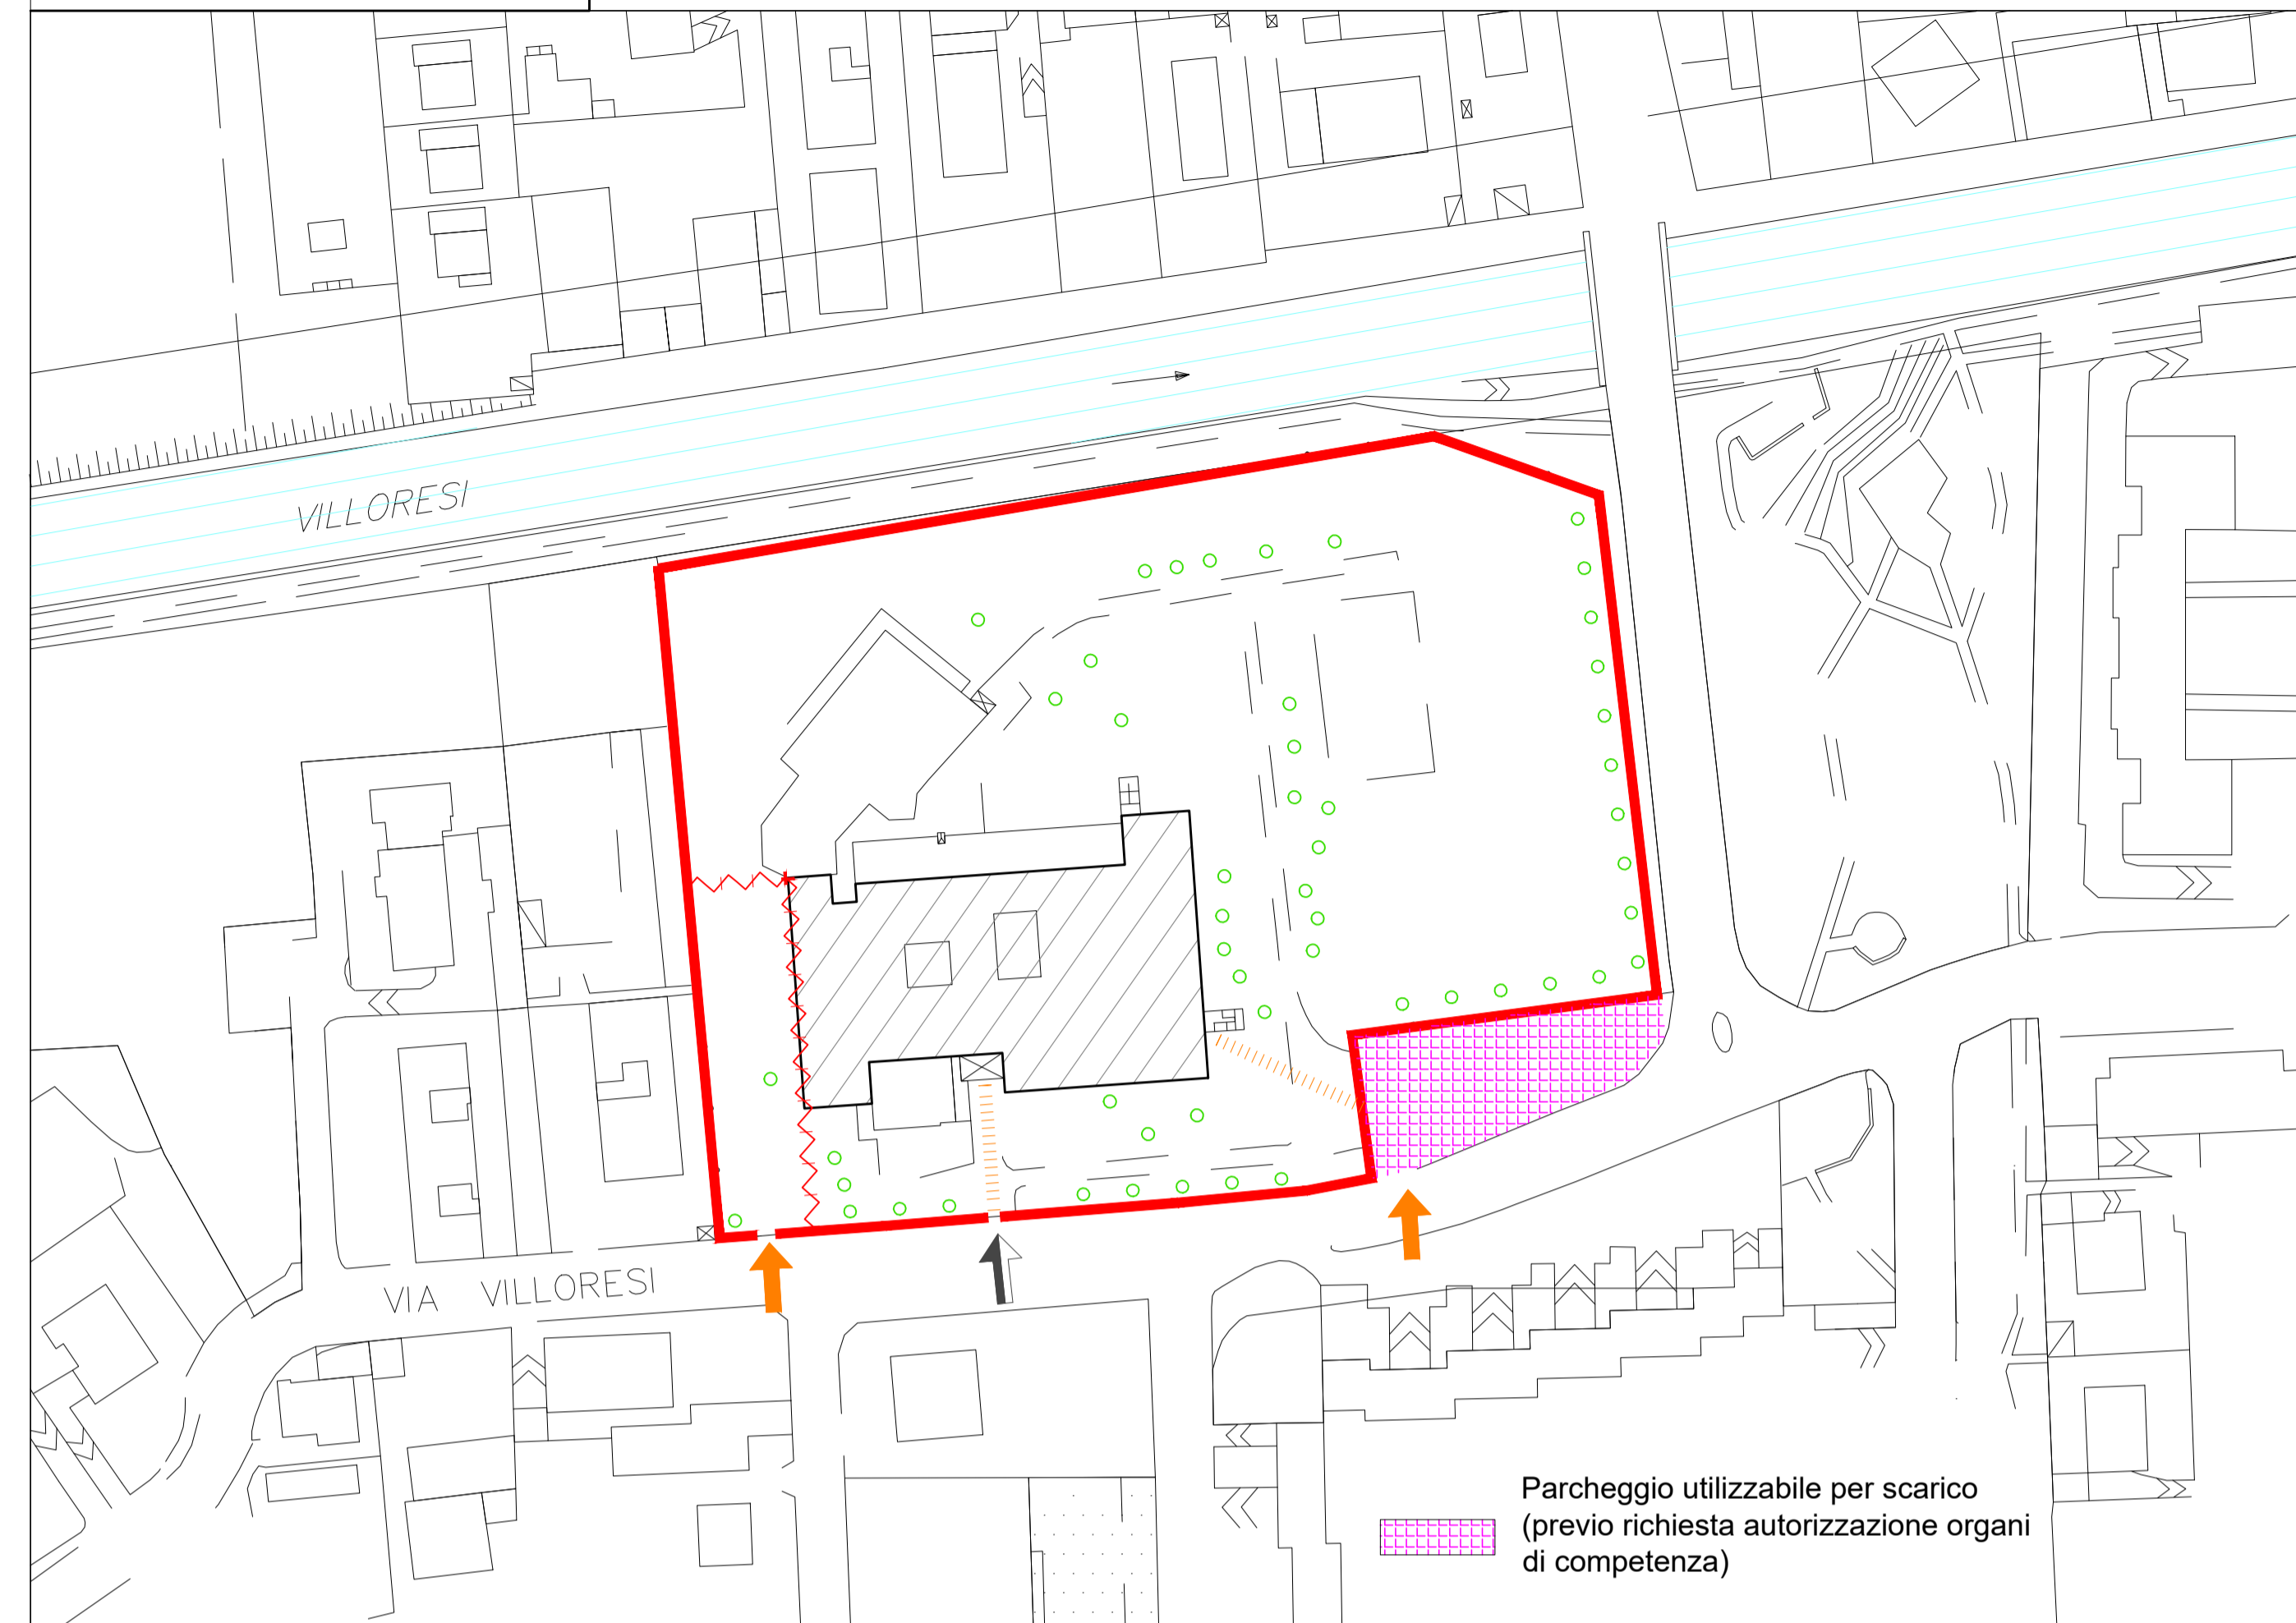 VILLORESI
VIA VILLORESI
Parcheggio utilizzabile per scarico
(previo richiesta autorizzazione organi
di competenza)